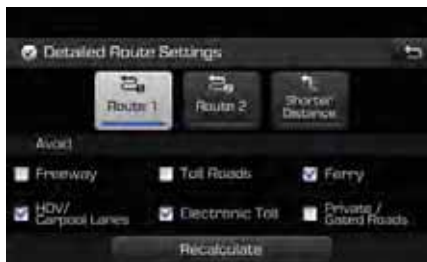 Detailed Route Settings
Route 1
Route 2
Shorter
Distance
Avoid
Freeway
Toll Roads
Ferry
HOV/
Carpool Lanes
Electronic Toll
Private /
Gated Roads
Recalculate